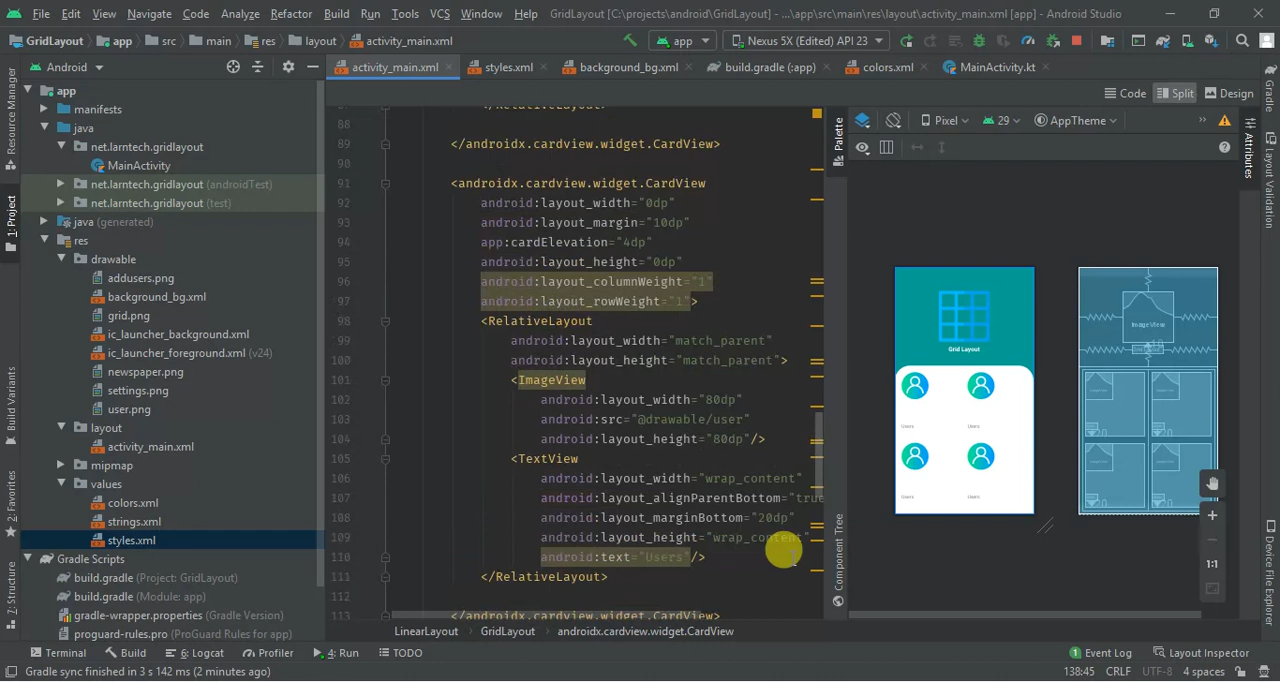 File Edit View Navigate Code Analyze Refactor Build Run Tools VCS Window Help GridLayout [C:\projects\android\GridLayout] - ...\app\src\main\res\layout\activity_main.xml [app] - Android Studio
GridLayout app src main res layout activity_main.xml app Nexus 5X (Edited) API 23
Android
activity_main.xml styles.xml background_bg.xml build.gradle (:app) colors.xml MainActivity.kt
Code Split Design
Resource Manager
1: Project
Build Variants
2: Favorites
7: Structure
app
manifests
java
net.larntech.gridlayout
MainActivity
net.larntech.gridlayout (androidTest)
net.larntech.gridlayout (test)
java (generated)
res
drawable
adduser​s.png
background_bg.xml
grid.png
ic_launcher_background.xml
ic_launcher_foreground.xml (v24)
newspaper.png
settings.png
user.png
layout
activity_main.xml
mipmap
values
colors.xml
strings.xml
styles.xml
Gradle Scripts
build.gradle (Project: GridLayout)
build.gradle (Module: app)
gradle-wrapper.properties (Gradle Version)
proguard-rules.pro (ProGuard Rules for app)
</RelativeLayout>
88
89 </androidx.cardview.widget.CardView>
90
91 <androidx.cardview.widget.CardView
92 android:layout_width="0dp"
93 android:layout_margin="10dp"
94 app:cardElevation="4dp"
95 android:layout_height="0dp"
96 android:layout_columnWeight="1"
97 android:layout_rowWeight="1">
98 <RelativeLayout
99 android:layout_width="match_parent"
100 android:layout_height="match_parent">
101 <ImageView
102 android:layout_width="80dp"
103 android:src="@drawable/user"
104 android:layout_height="80dp"/>
105 <TextView
106 android:layout_width="wrap_content"
107 android:layout_alignParentBottom="true
108 android:layout_marginBottom="20dp"
109 android:layout_height="wrap_content"
110 android:text="Users"/>
111 </RelativeLayout>
112
113 </androidx.cardview.widget.CardView>
LinearLayout GridLayout androidx.cardview.widget.CardView
Palette
Component Tree
Pixel 29 AppTheme
Grid Layout
Users Users
Users Users
ImageView
1:1
Attributes
Gradle
Layout Validation
Device File Explorer
Terminal Build 6: Logcat Profiler 4: Run TODO 1 Event Log Layout Inspector
Gradle sync finished in 3 s 142 ms (2 minutes ago) 138:45 CRLF UTF-8 4 spaces